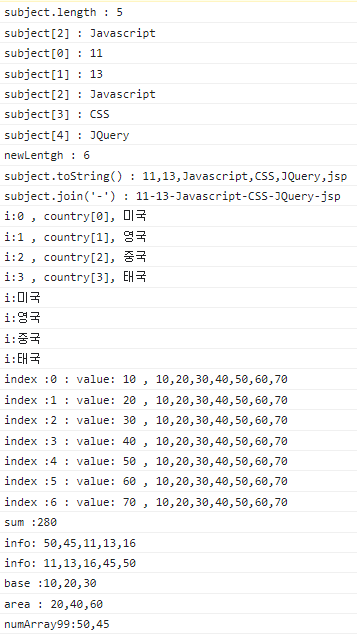 subject.length : 5
subject[2] : Javascript
subject[0] : 11
subject[1] : 13
subject[2] : Javascript
subject[3] : CSS
subject[4] : JQuery
newLentgh : 6
subject.toString() : 11,13,Javascript,CSS,JQuery,jsp
subject.join('-') : 11-13-Javascript-CSS-JQuery-jsp
i:0 , country[0], 미국
i:1 , country[1], 영국
i:2 , country[2], 중국
i:3 , country[3], 태국
i:미국
i:영국
i:중국
i:태국
index :0 : value: 10 , 10,20,30,40,50,60,70
index :1 : value: 20 , 10,20,30,40,50,60,70
index :2 : value: 30 , 10,20,30,40,50,60,70
index :3 : value: 40 , 10,20,30,40,50,60,70
index :4 : value: 50 , 10,20,30,40,50,60,70
index :5 : value: 60 , 10,20,30,40,50,60,70
index :6 : value: 70 , 10,20,30,40,50,60,70
sum :280
info: 50,45,11,13,16
info: 11,13,16,45,50
base :10,20,30
area : 20,40,60
numArray99:50,45